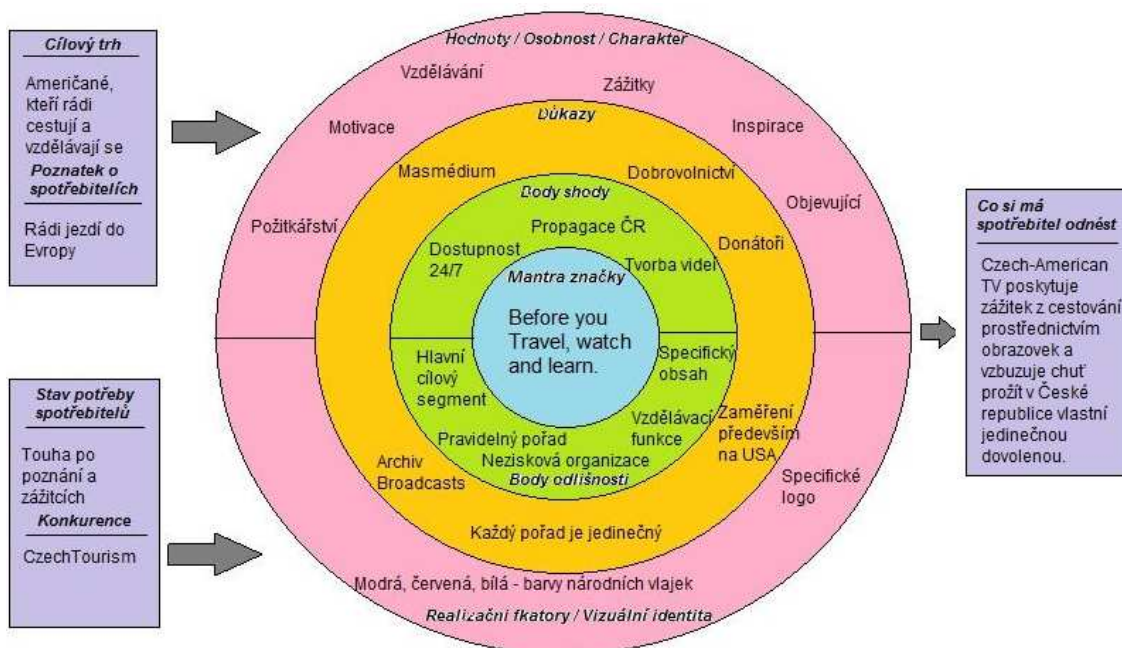 Cílový trh
Američané,
kteří rádi
cestují a
vzdělávají se
Poznatek o
spotřebitelích
Rádi jezdí do
Evropy
Stav potřeby
spotřebitelů
Touha po
poznání a
zážitcích
Konkurence
CzechTourism
Hodnoty / Osobnost / Charakter
Vzdělávání
Zážitky
Motivace
Inspirace
Požitkářství
Objevující
Důkazy
Masmédium
Dobrovolnictví
Donátoři
Body shody
Propagace ČR
Dostupnost
24/7
Tvorba videí
Mantra značky
Before you
Travel, watch
and learn.
Hlavní
cílový
segment
Specifický
obsah
Vzdělávací
funkce
Pravidelný pořad
Nezisková organizace
Body odlišnosti
Zaměření
především
na USA
Archiv
Broadcasts
Každý pořad je jedinečný
Specifické
logo
Modrá, červená, bílá - barvy národních vlajek
Realizační fkatory / Vizuální identita
Co si má
spotřebitel odnést
Czech-American
TV poskytuje
zážitek z cestování
prostřednictvím
obrazovek a
vzbuzuje chuť
prožít v České
republice vlastní
jedinečnou
dovolenou.